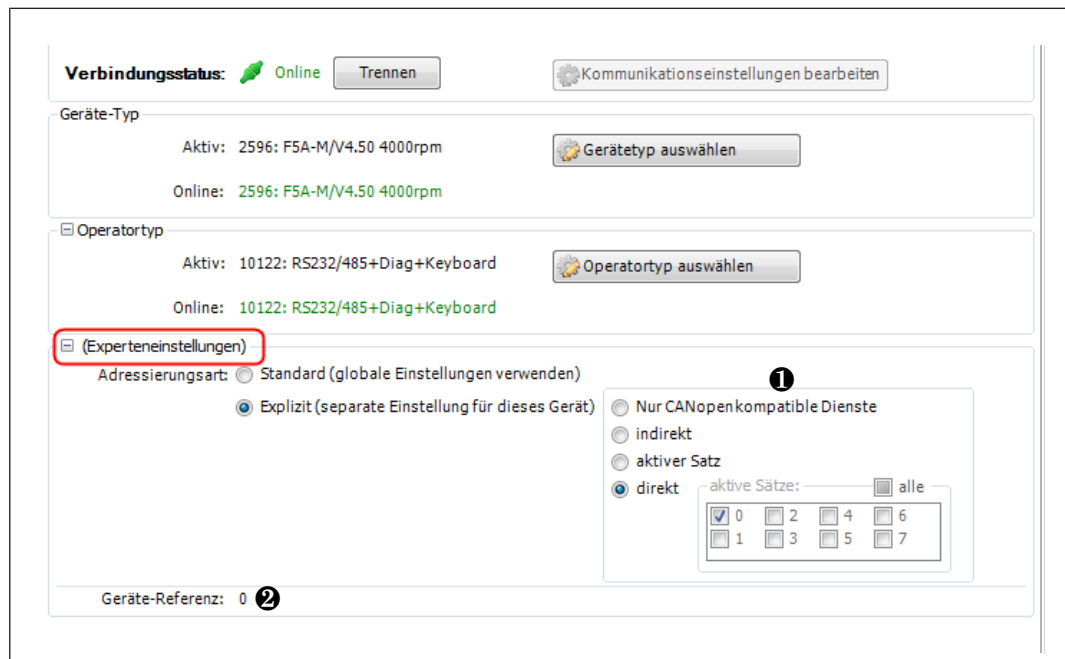 Verbindungsstatus: Online Trennen Kommunikationseinstellungen bearbeiten
Geräte-Typ
Aktiv: 2596: F5A-M/V4.50 4000rpm Gerätetyp auswählen
Online: 2596: F5A-M/V4.50 4000rpm
Operatortyp
Aktiv: 10122: RS232/485+Diag+Keyboard Operatortyp auswählen
Online: 10122: RS232/485+Diag+Keyboard
(Experteneinstellungen)
Adressierungsart: Standard (globale Einstellungen verwenden)
❶
Explizit (separate Einstellung für dieses Gerät) Nur CANopenkompatible Dienste
indirekt
aktiver Satz
direkt aktive Sätze: alle
0 2 4 6
1 3 5 7
Geräte-Referenz: 0 ❷